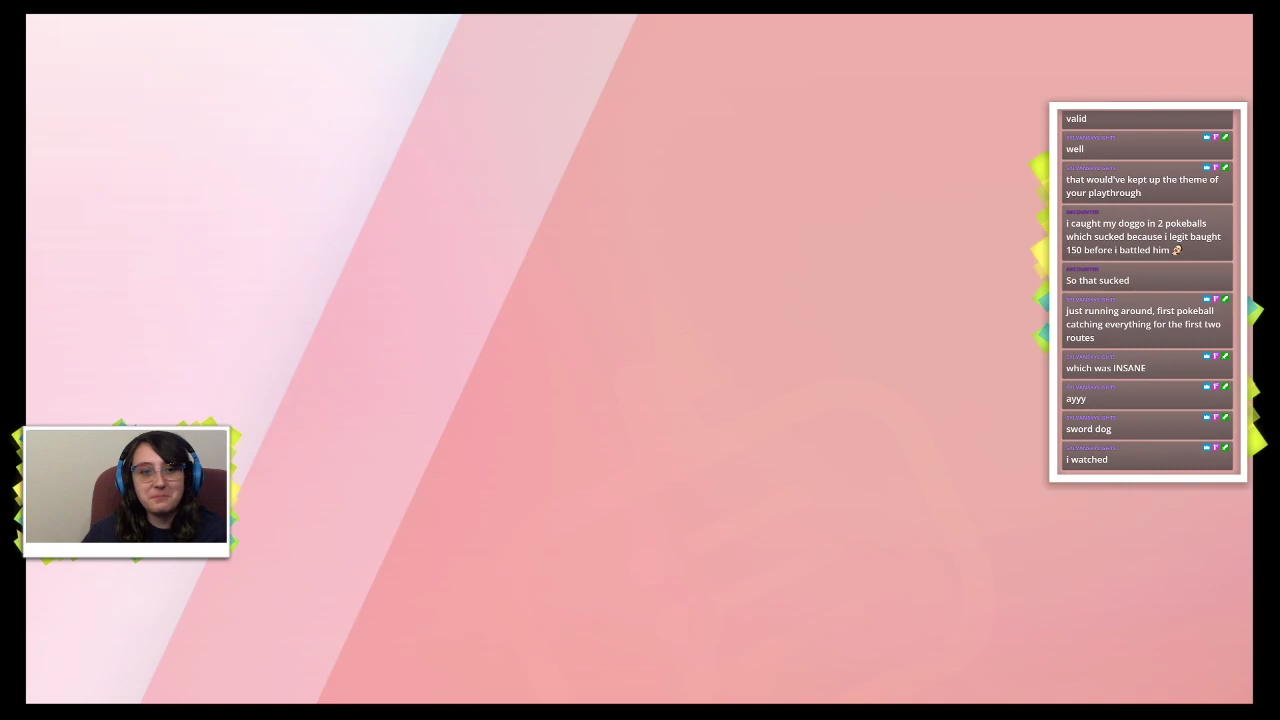 valid
well
that would've kept up the theme of
your playthrough
i caught my doggo in 2 pokeballs
which sucked because i legit baught
150 before i battled him
So that sucked
just running around, first pokeball
catching everything for the first two
routes
which was INSANE
ayyy
sword dog
i watched